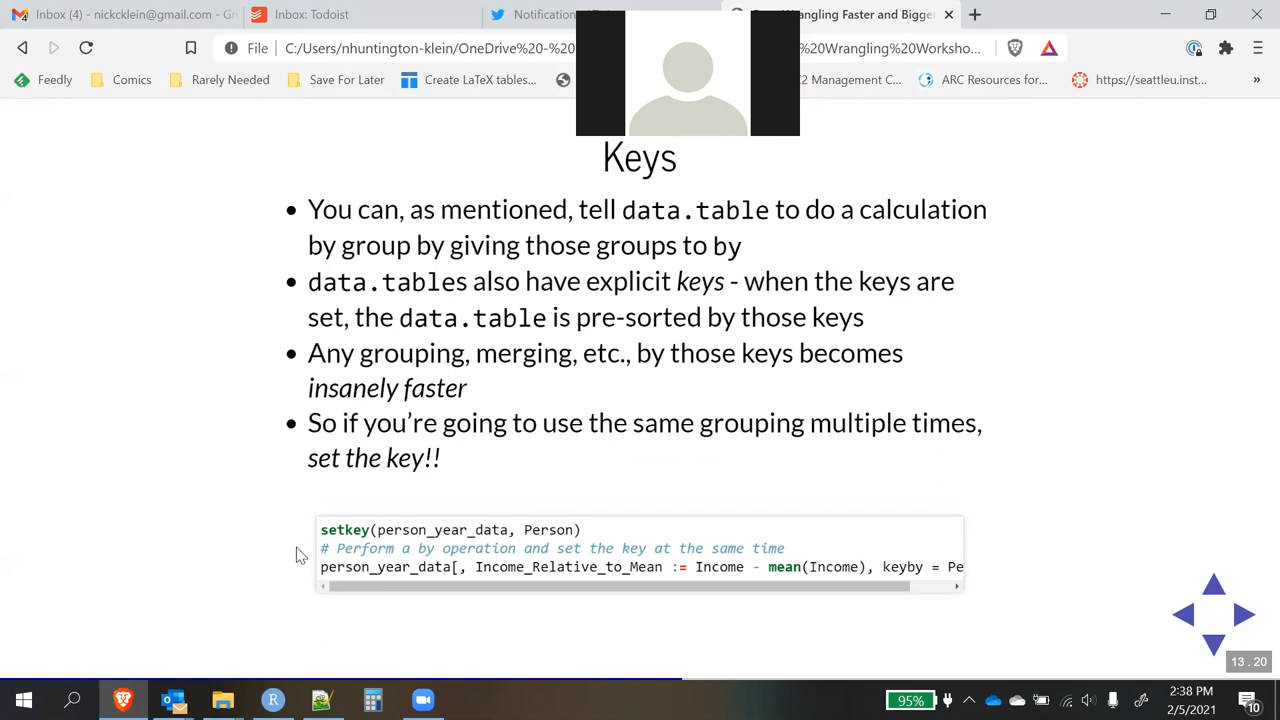 Inbox (4) - nickcklein@gmail.com - Gm
Inbox: Todoist
Notification
Wrangling Faster and Bigge
File
C:/Users/nhuntington-klein/OneDrive%20-%20
%20Wrangling%20Worksho...
Feedly
Comics
Rarely Needed
Save For Later
Create LaTeX tables...
2 Management C...
ARC Resources for...
https://seattleu.inst...
»
Keys
• You can, as mentioned, tell data.table to do a calculation
by group by giving those groups to by
• data.tables also have explicit keys - when the keys are
set, the data.table is pre-sorted by those keys
• Any grouping, merging, etc., by those keys becomes
insanely faster
• So if you're going to use the same grouping multiple times,
set the key!!
setkey(person_year_data, Person)
# Perform a by operation and set the key at the same time
person_year_data[, Income_Relative_to_Mean := Income - mean(Income), keyby = Pe
13 . 20
95%
2:38 PM
2/5/2021
10